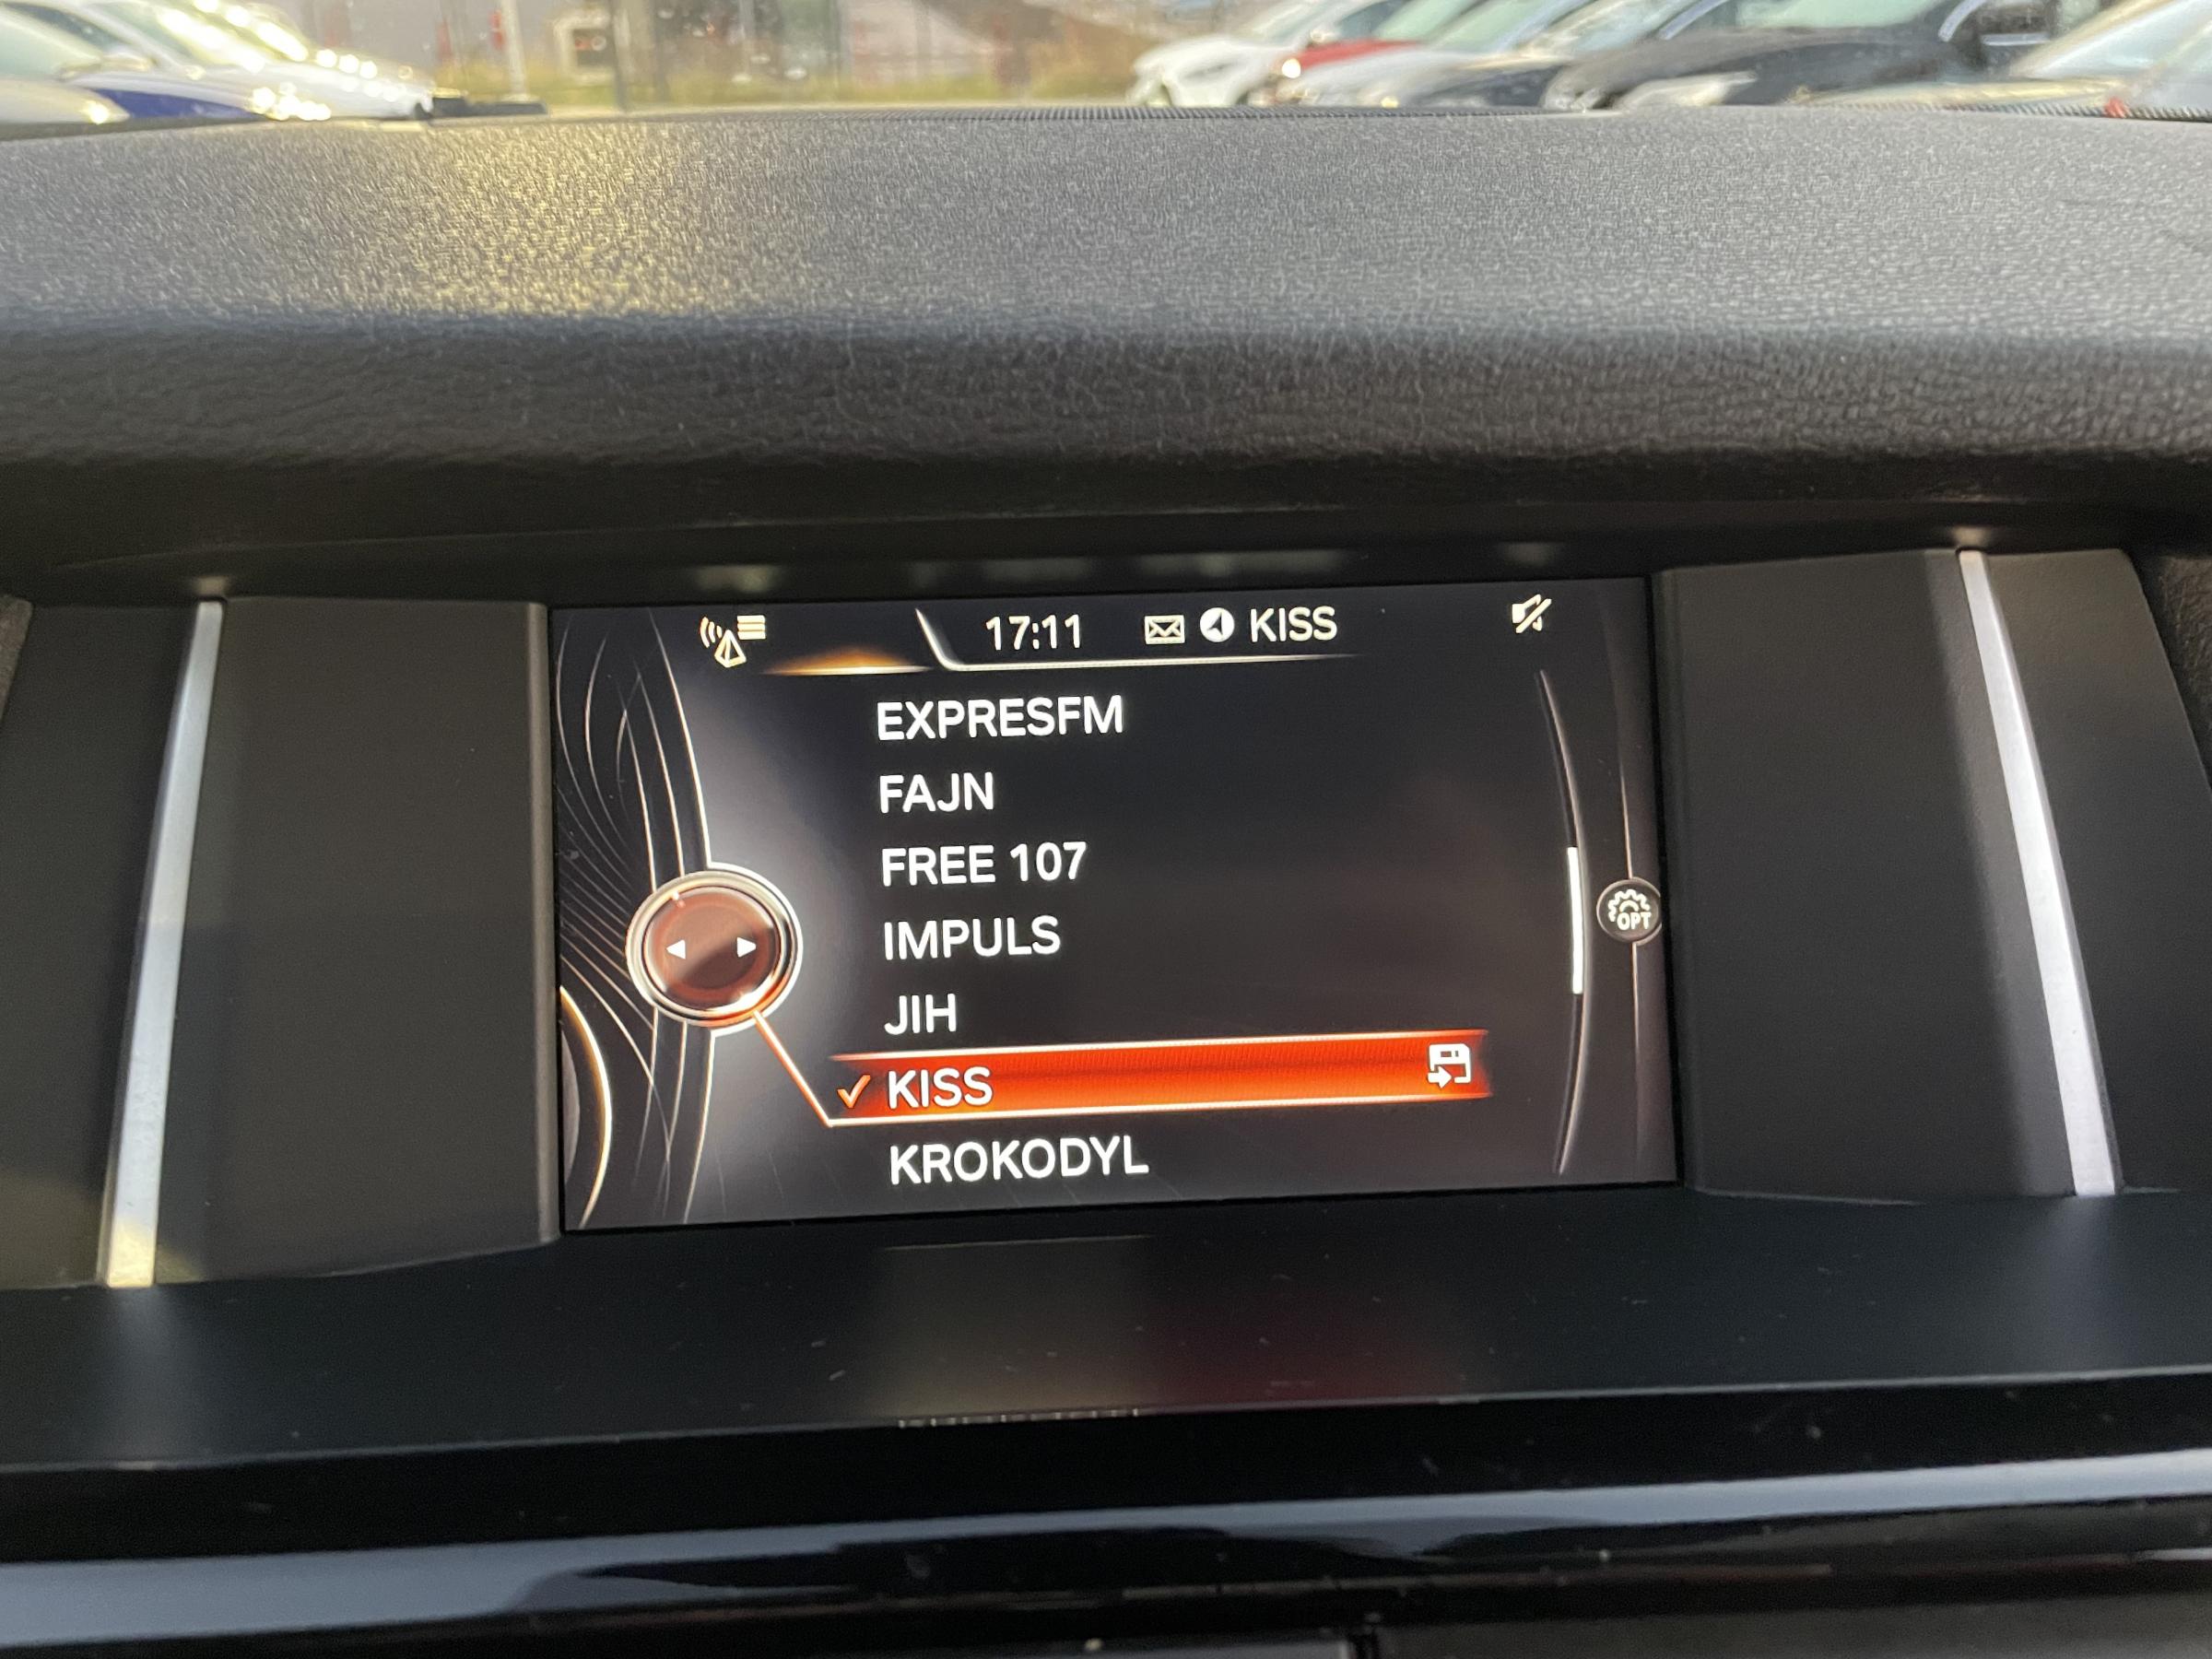 17:11 KISS
EXPRESFM
FAJN
FREE 107
IMPULS
JIH
KISS
KROKODYL
OPT